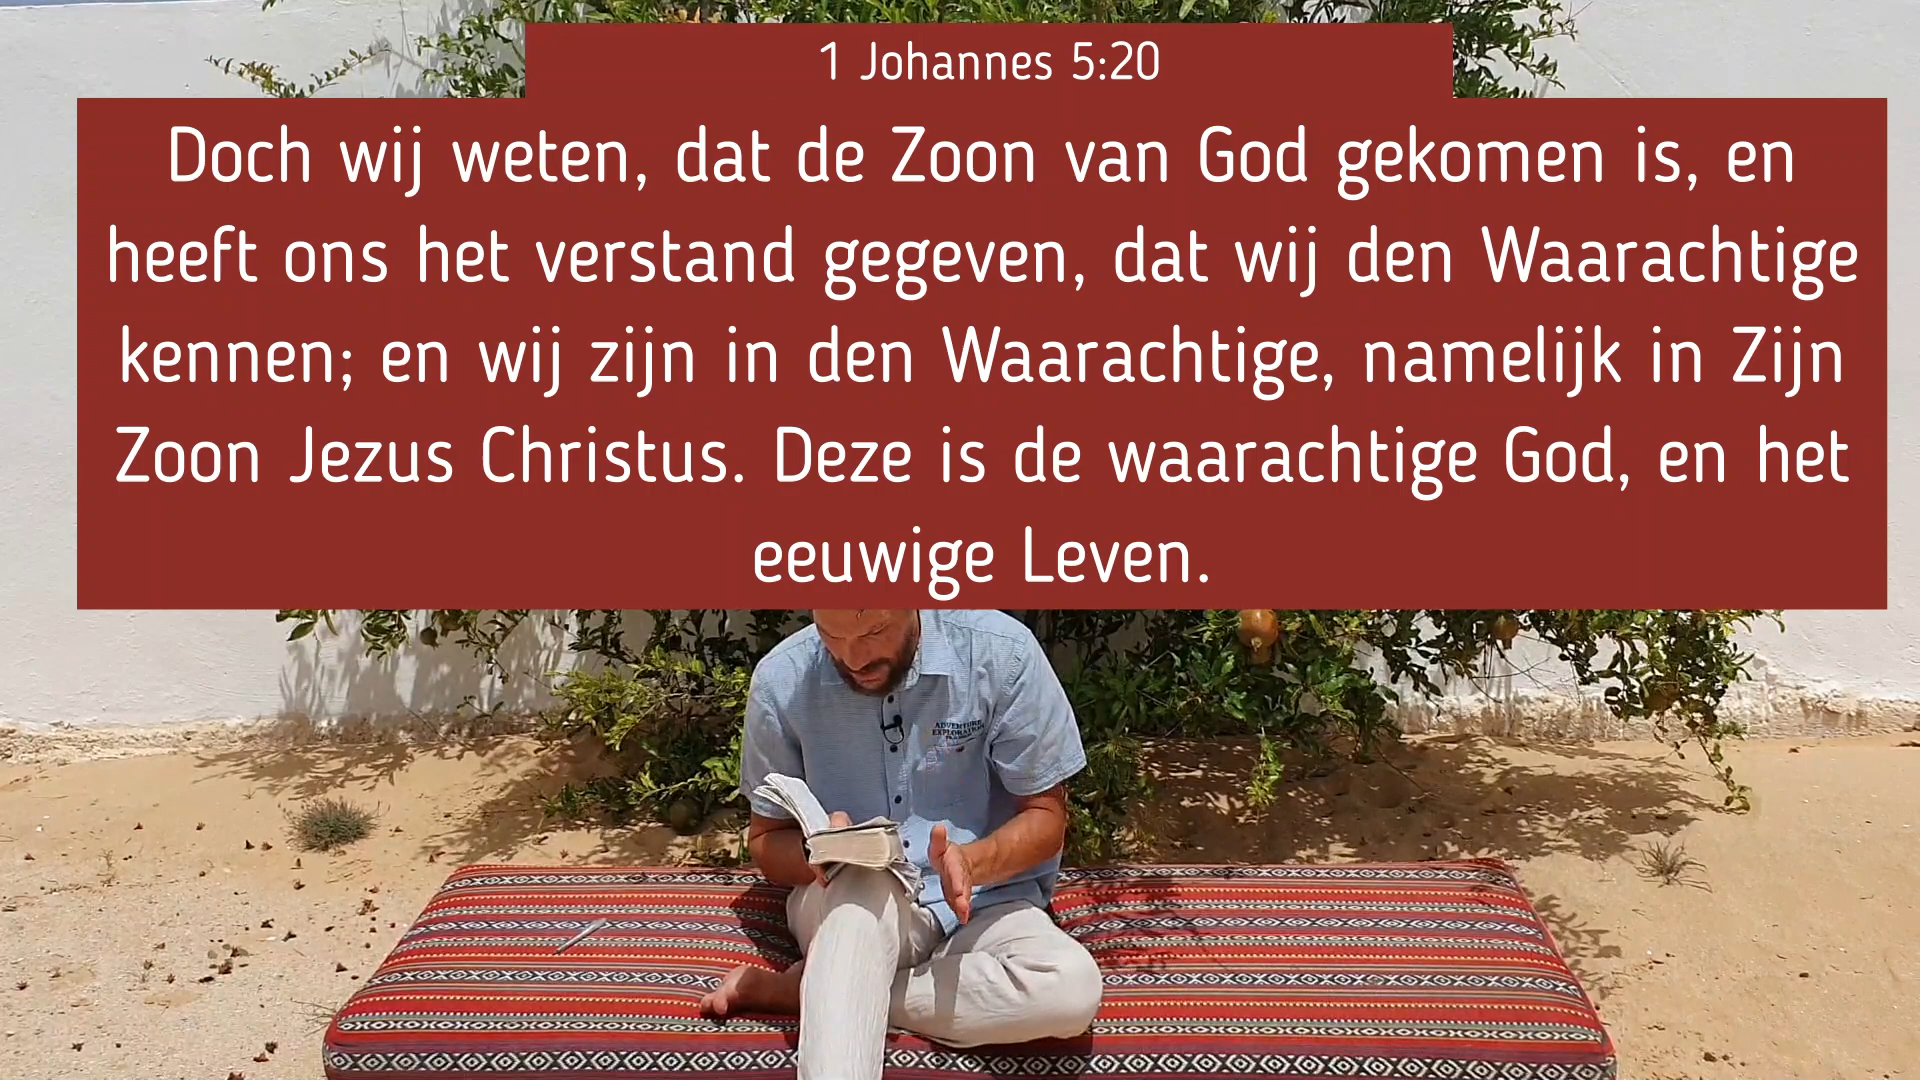 1 Johannes 5:20
Doch wij weten, dat de Zoon van God gekomen is, en
heeft ons het verstand gegeven, dat wij den Waarachtige
kennen; en wij zijn in den Waarachtige, namelijk in Zijn
Zoon Jezus Christus. Deze is de waarachtige God, en het
eeuwige Leven.
ADVENTURE
EXPLORATION